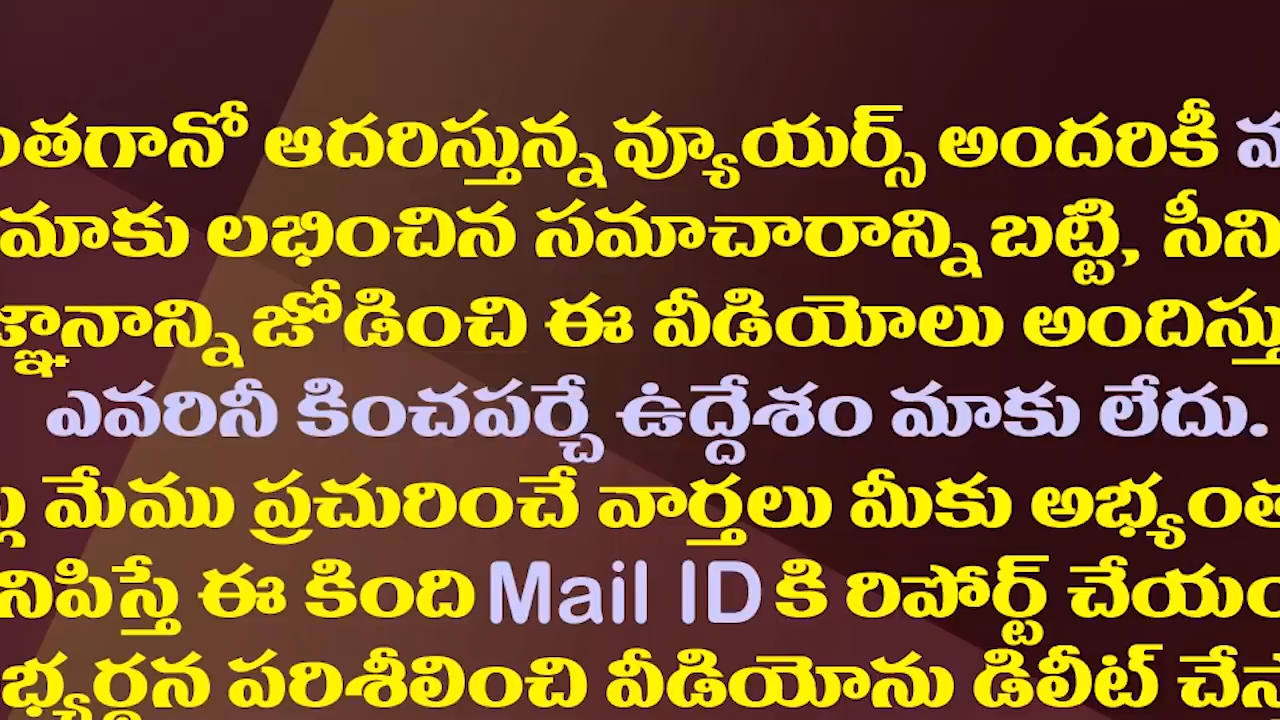 ంతగానో ఆదరిస్తున్న వ్యూయర్స్ అందరికీ
మాకు లభించిన సమాచారాన్ని బట్టి, సీని
జ్ఞానాన్ని జోడించి ఈ వీడియోలు అందిస్తు
ఎవరినీ కించపర్చే ఉద్దేశం మాకు లేదు.
మేము ప్రచురించే వార్తలు మీకు అభ్యంత
నిపిస్తే ఈ కింది Mail ID కి రిపోర్ట్ చేయం
భ్యర్థన పరిశీలించి వీడియోను డిలీట్ చేస